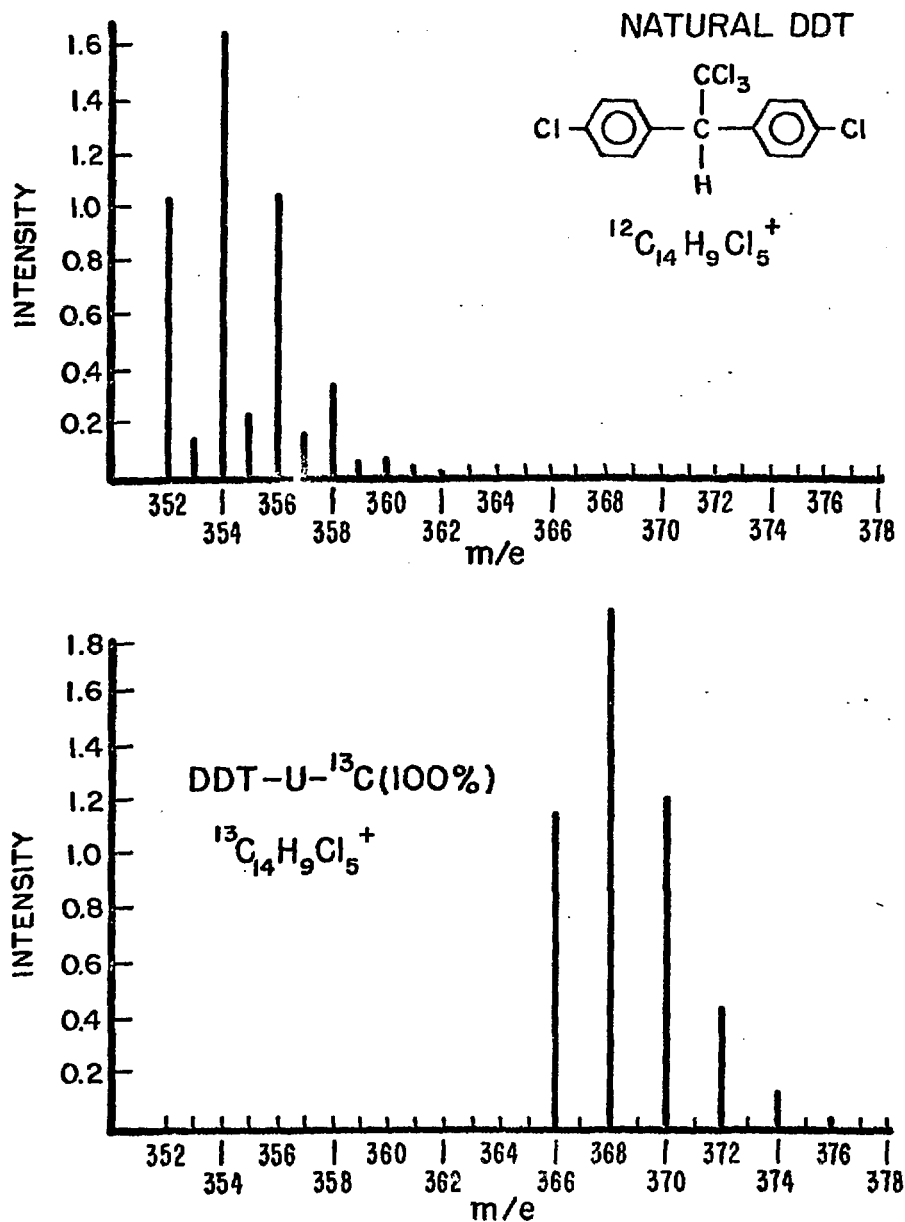 NATURAL DDT
CCl3
Cl C Cl
H
12C14H9Cl5+
INTENSITY
1.6
1.4
1.2
1.0
0.8
0.6
0.4
0.2
352 356 360 364 368 372 376
354 358 362 366 370 374 378
m/e
DDT-U-13C(100%)
13C14H9Cl5+
INTENSITY
1.8
1.6
1.4
1.2
1.0
0.8
0.6
0.4
0.2
352 356 360 364 368 372 376
354 358 362 366 370 374 378
m/e